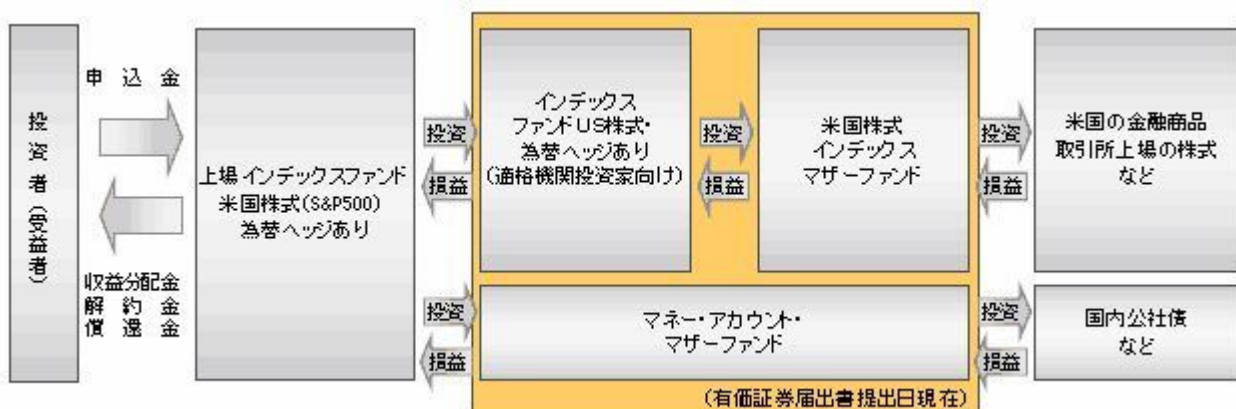 投資者(受益者)
申込金
収益分配金
解約金
償還金
上場インデックスファンド
米国株式(S&P500)
為替ヘッジあり
投資
損益
投資
損益
インデックス
ファンドUS株式・
為替ヘッジあり
(適格機関投資家向け)
投資
損益
米国株式
インデックス
マザーファンド
投資
損益
米国の金融商品
取引所上場の株式
など
マネー・アカウント・
マザーファンド
投資
損益
国内公社債
など
(有価証券届出書提出日現在)